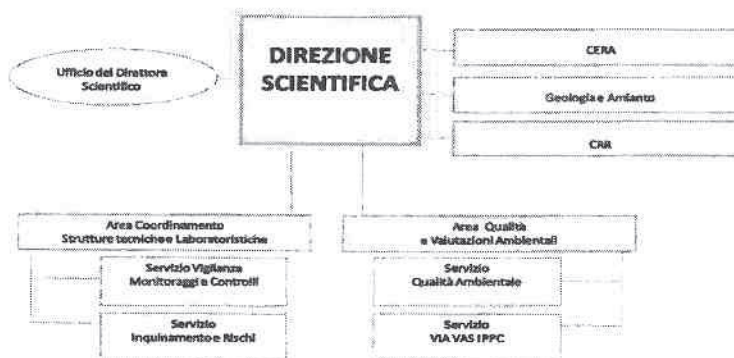 DIREZIONE
SCIENTIFICA
Ufficio del Direttore
Scientifico
CERA
Geologia e Amianto
CRR
Area Coordinamento
Strutture tecniche e Laboratoristiche
Servizio Vigilanza
Monitoraggi e Controlli
Servizio
Inquinamento e Rischi
Area Qualità
e Valutazioni Ambientali
Servizio
Qualità Ambientale
Servizio
VIA VAS IPPC